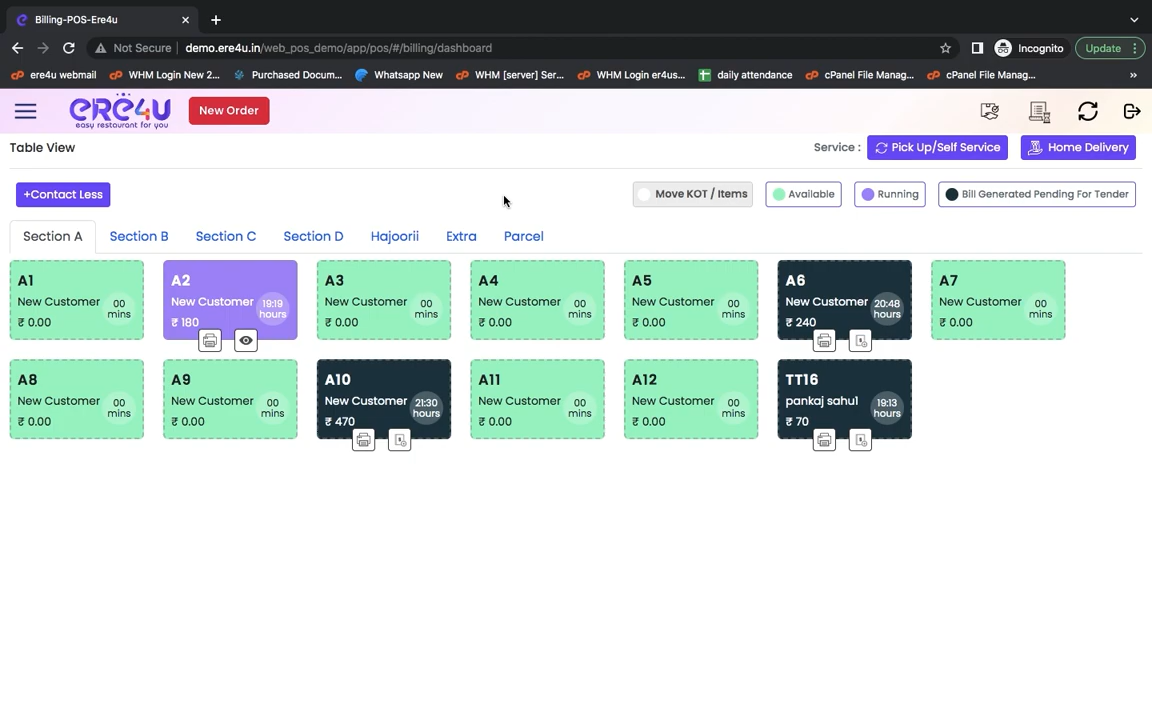 Billing-POS-Ere4u
Not Secure demo.ere4u.in/web_pos_demo/app/pos/#/billing/dashboard
Incognito
Update
ere4u webmail
WHM Login New 2...
Purchased Docum...
Whatsapp New
WHM [server] Ser...
WHM Login er4us...
daily attendance
cPanel File Manag...
cPanel File Manag...
ere4u
easy restaurant for you
New Order
Table View
Service :
Pick Up/Self Service
Home Delivery
+Contact Less
Move KOT / Items
Available
Running
Bill Generated Pending For Tender
Section A
Section B
Section C
Section D
Hajoorii
Extra
Parcel
A1
New Customer
₹ 0.00
00
mins
A2
New Customer
₹ 180
19:19
hours
A3
New Customer
₹ 0.00
00
mins
A4
New Customer
₹ 0.00
00
mins
A5
New Customer
₹ 0.00
00
mins
A6
New Customer
₹ 240
20:48
hours
A7
New Customer
₹ 0.00
00
mins
A8
New Customer
₹ 0.00
00
mins
A9
New Customer
₹ 0.00
00
mins
A10
New Customer
₹ 470
21:30
hours
A11
New Customer
₹ 0.00
00
mins
A12
New Customer
₹ 0.00
00
mins
TT16
pankaj sahu1
₹ 70
19:13
hours